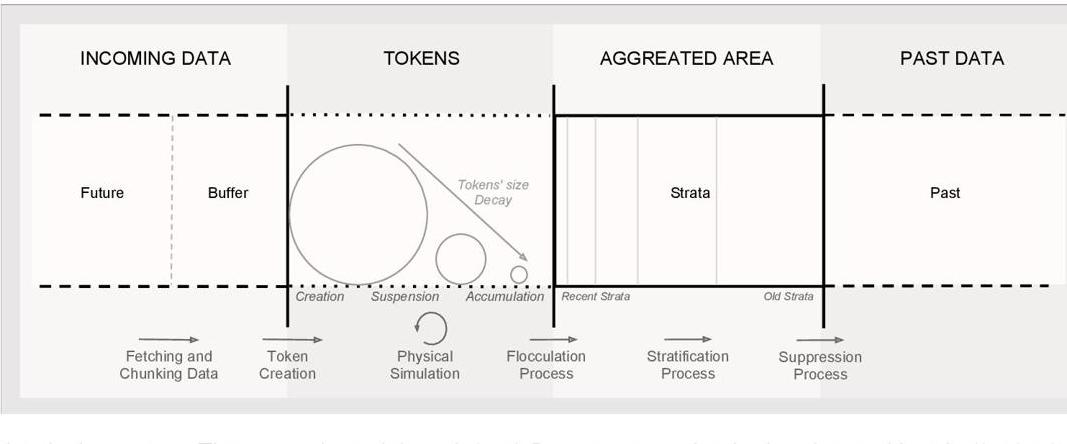 INCOMING DATA
TOKENS
AGGREATED AREA
PAST DATA
Future
Buffer
Tokens' size
Decay
Strata
Past
Creation
Suspension
Accumulation
Recent Strata
Old Strata
Fetching and
Chunking Data
Token
Creation
Physical
Simulation
Flocculation
Process
Stratification
Process
Suppression
Process